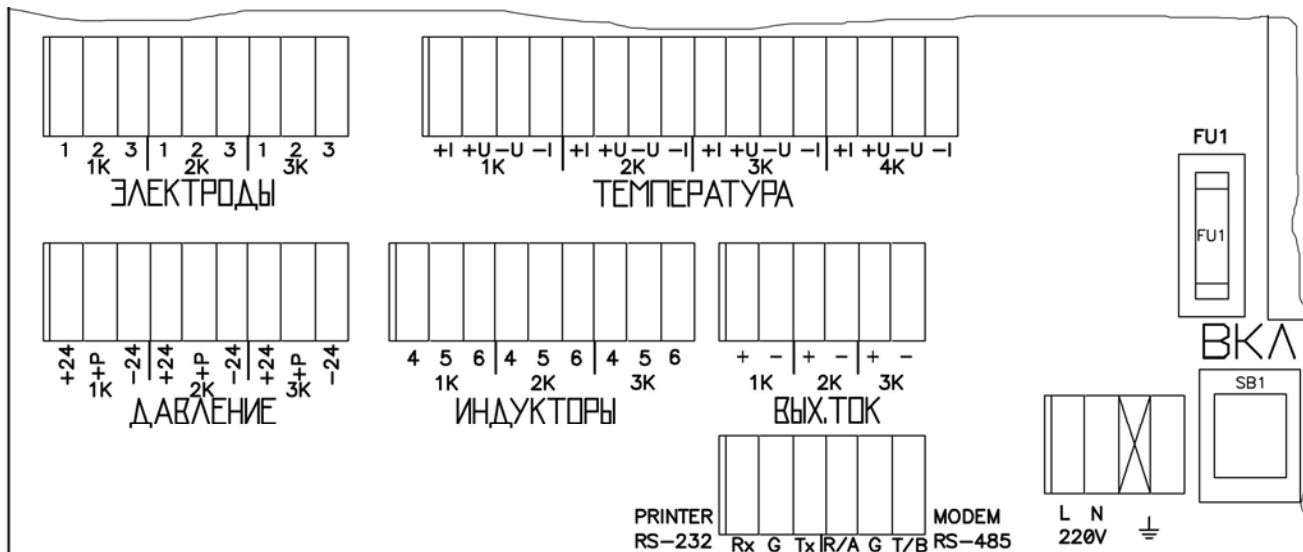 1 2 3 1 2 3 1 2 3
1K 2K 3K
ЭЛЕКТРОДЫ
+I +U -U -I +I +U -U -I +I +U -U -I +I +U -U -I
1K 2K 3K 4K
ТЕМПЕРАТУРА
FU1
FU1
+24 +P -24 +24 +P -24 +24 +P -24
1K 2K 3K
ДАВЛЕНИЕ
4 5 6 4 5 6 4 5 6
1K 2K 3K
ИНДУКТОРЫ
+ - + - + -
1K 2K 3K
ВЫХ.ТОК
ВКЛ
SB1
PRINTER
RS-232
Rx G Tx R/A G T/B
MODEM
RS-485
L N
220V